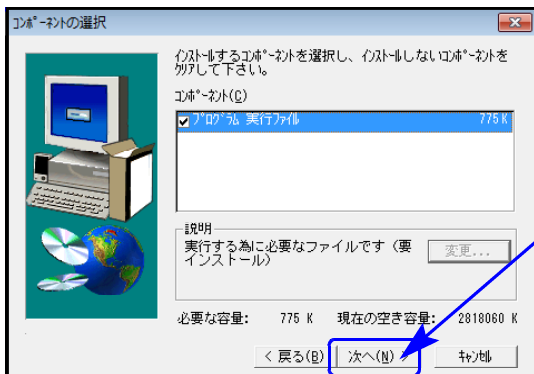 コンポーネントの選択
インストールするコンポーネントを選択し、インストールしないコンポーネントを
クリアして下さい。
コンポーネント(C)
プログラム 実行ファイル 775 K
説明
実行する為に必要なファイルです（要
インストール）
変更...
必要な容量: 775 K 現在の空き容量: 2818060 K
< 戻る(B) 次へ(N) キャンセル